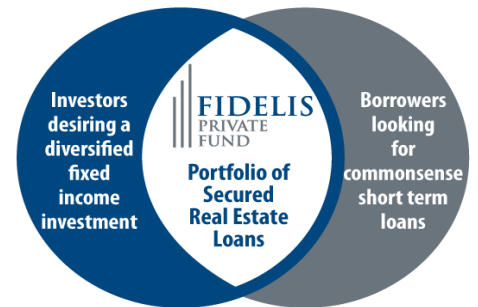 Investors
desiring a
diversified
fixed
income
investment
FIDELIS
PRIVATE
FUND
Portfolio of
Secured
Real Estate
Loans
Borrowers
looking
for
commonsense
short term
loans